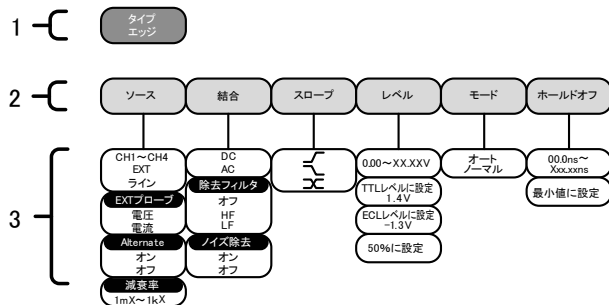 1
タイプ
エッジ
2
ソース
結合
スロープ
レベル
モード
ホールドオフ
3
CH1～CH4
EXT
ライン
EXTプローブ
電圧
電流
Alternate
オン
オフ
減衰率
1mX～1kX
DC
AC
除去フィルタ
オフ
HF
LF
ノイズ除去
オン
オフ
0.00～XX.XXV
TTLレベルに設定
1.4V
ECLレベルに設定
-1.3V
50%に設定
オート
ノーマル
00.0ns～
Xxx.xxns
最小値に設定